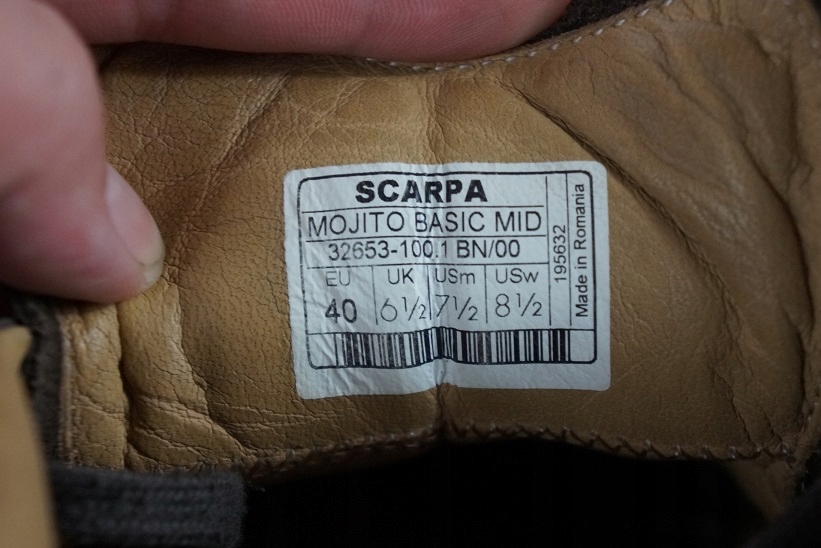 SCARPA
MOJITO BASIC MID
32653-100.1 BN/00
EU UK USm USw
40 6½ 7½ 8½
195632
Made in Romania